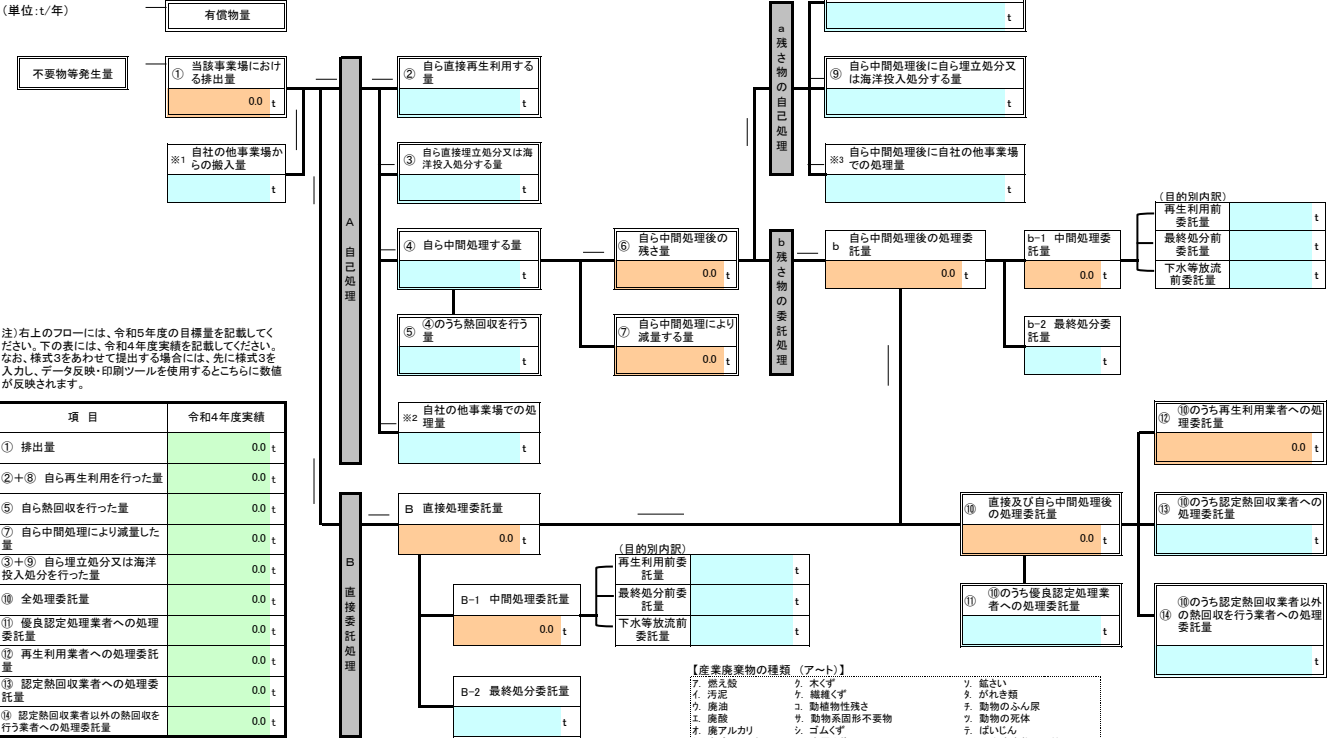 (単位:t/年)
有償物量
不要物等発生量
① 当該事業場におけ
る排出量
0.0 t
※1 自社の他事業場か
らの搬入量
t
A 自己処理
② 自ら直接再生利用する
量
t
③ 自ら直接埋立処分又は海
洋投入処分する量
t
④ 自ら中間処理する量
t
⑤ ④のうち熱回収を行う
量
t
※2 自社の他事業場での処
理量
t
⑥ 自ら中間処理後の
残さ量
0.0 t
⑦ 自ら中間処理により
減量する量
0.0 t
a 残さ物の自己処理
t
⑨ 自ら中間処理後に自ら埋立処分又
は海洋投入処分する量
t
※3 自ら中間処理後に自社の他事業場
での処理量
t
b 残さ物の委託処理
b 自ら中間処理後の処理委
託量
0.0 t
b-1 中間処理委
託量
0.0 t
(目的別内訳)
再生利用前
委託量
t
最終処分前
委託量
t
下水等放流
前委託量
t
b-2 最終処分委
託量
t
注)右上のフローには、令和5年度の目標量を記載してく
ださい。下の表には、令和4年度実績を記載してください。
なお、様式3をあわせて提出する場合には、先に様式3を
入力し、データ反映・印刷ツールを使用するとこちらに数値
が反映されます。
項 目 令和4年度実績
① 排出量 0.0 t
②+⑧ 自ら再生利用を行った量 0.0 t
⑤ 自ら熱回収を行った量 0.0 t
⑦ 自ら中間処理により減量した
量 0.0 t
③+⑨ 自ら埋立処分又は海洋
投入処分を行った量 0.0 t
⑩ 全処理委託量 0.0 t
⑪ 優良認定処理業者への処理
委託量 0.0 t
⑫ 再生利用業者への処理委託
量 0.0 t
⑬ 認定熱回収業者への処理委
託量 0.0 t
⑭ 認定熱回収業者以外の熱回収を
行う業者への処理委託量 0.0 t
B 直接委託処理
B 直接処理委託量
0.0 t
B-1 中間処理委託量
0.0 t
(目的別内訳)
再生利用前委
託量
t
最終処分前委
託量
t
下水等放流前
委託量
t
B-2 最終処分委託量
t
⑩ 直接及び自ら中間処理後
の処理委託量
0.0 t
⑪ ⑩のうち優良認定処理業
者への処理委託量
t
⑫ ⑩のうち再生利用業者への処
理委託量
0.0 t
⑬ ⑩のうち認定熱回収業者への
処理委託量
t
⑭ ⑩のうち認定熱回収業者以外
の熱回収を行う業者への処理
委託量
t
【産業廃棄物の種類 (ア~ト)】
ア. 燃え殻 ク. 木くず ソ. 鉱さい
イ. 汚泥 ケ. 繊維くず タ. がれき類
ウ. 廃油 コ. 動植物性残さ チ. 動物のふん尿
エ. 廃酸 サ. 動物系固形不要物 ツ. 動物の死体
オ. 廃アルカリ シ. ゴムくず テ. ばいじん